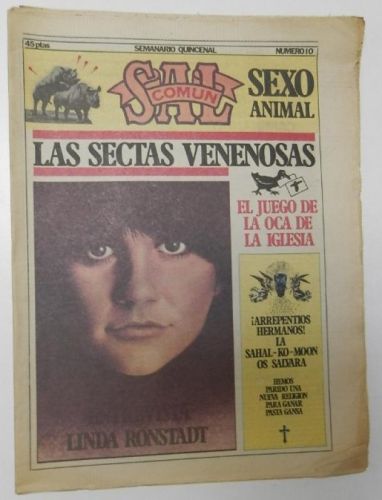 45 ptas
SEMANARIO QUINCENAL
NUMERO 10
SAL
COMUN
SEXO
ANIMAL
LAS SECTAS VENENOSAS
EL JUEGO DE
LA OCA DE
LA IGLESIA
¡ARREPENTIOS
HERMANOS!
LA
SAHAL-KO-MOON
OS SALVARA
HEMOS
PARIDO UNA
NUEVA RELIGION
PARA GANAR
PASTA GANSA
LINDA RONSTADT